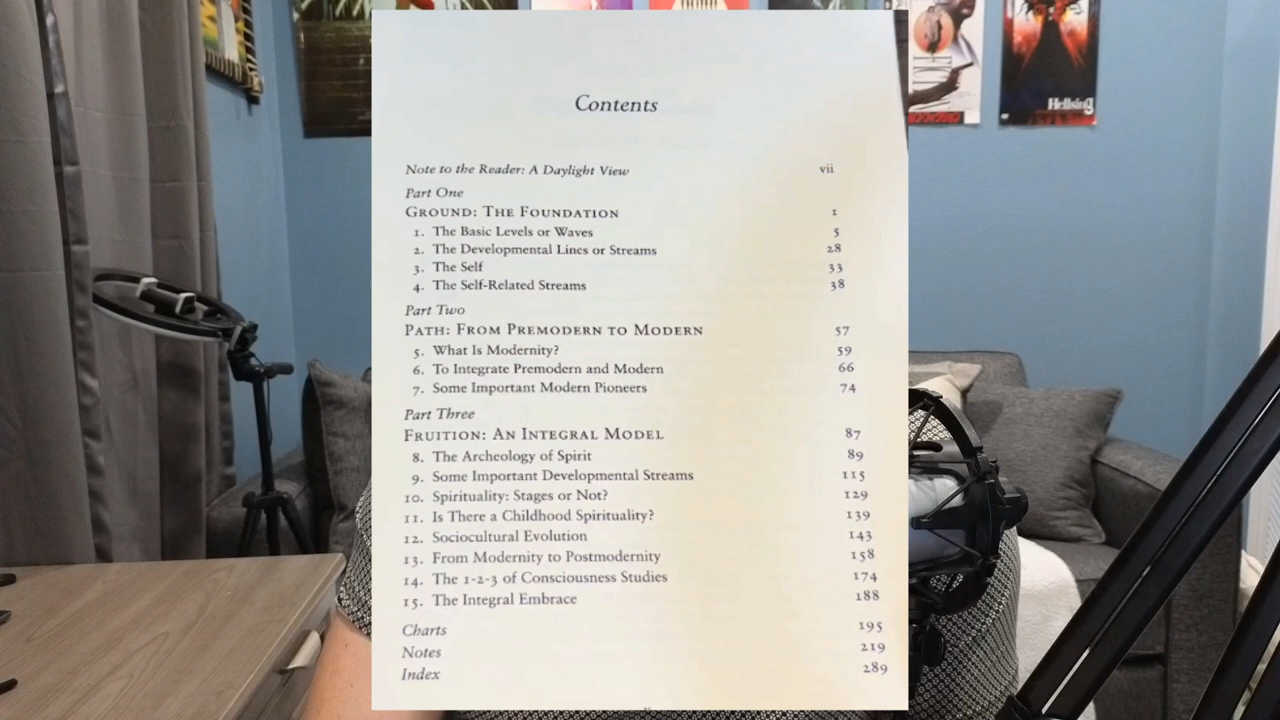 Contents
Note to the Reader: A Daylight View vii
Part One
GROUND: THE FOUNDATION 1
1. The Basic Levels or Waves 5
2. The Developmental Lines or Streams 28
3. The Self 33
4. The Self-Related Streams 38
Part Two
PATH: FROM PREMODERN TO MODERN 57
5. What Is Modernity? 59
6. To Integrate Premodern and Modern 66
7. Some Important Modern Pioneers 74
Part Three
FRUITION: AN INTEGRAL MODEL 87
8. The Archeology of Spirit 89
9. Some Important Developmental Streams 115
10. Spirituality: Stages or Not? 129
11. Is There a Childhood Spirituality? 139
12. Sociocultural Evolution 143
13. From Modernity to Postmodernity 158
14. The 1-2-3 of Consciousness Studies 174
15. The Integral Embrace 188
Charts 195
Notes 219
Index 289
Hellsing